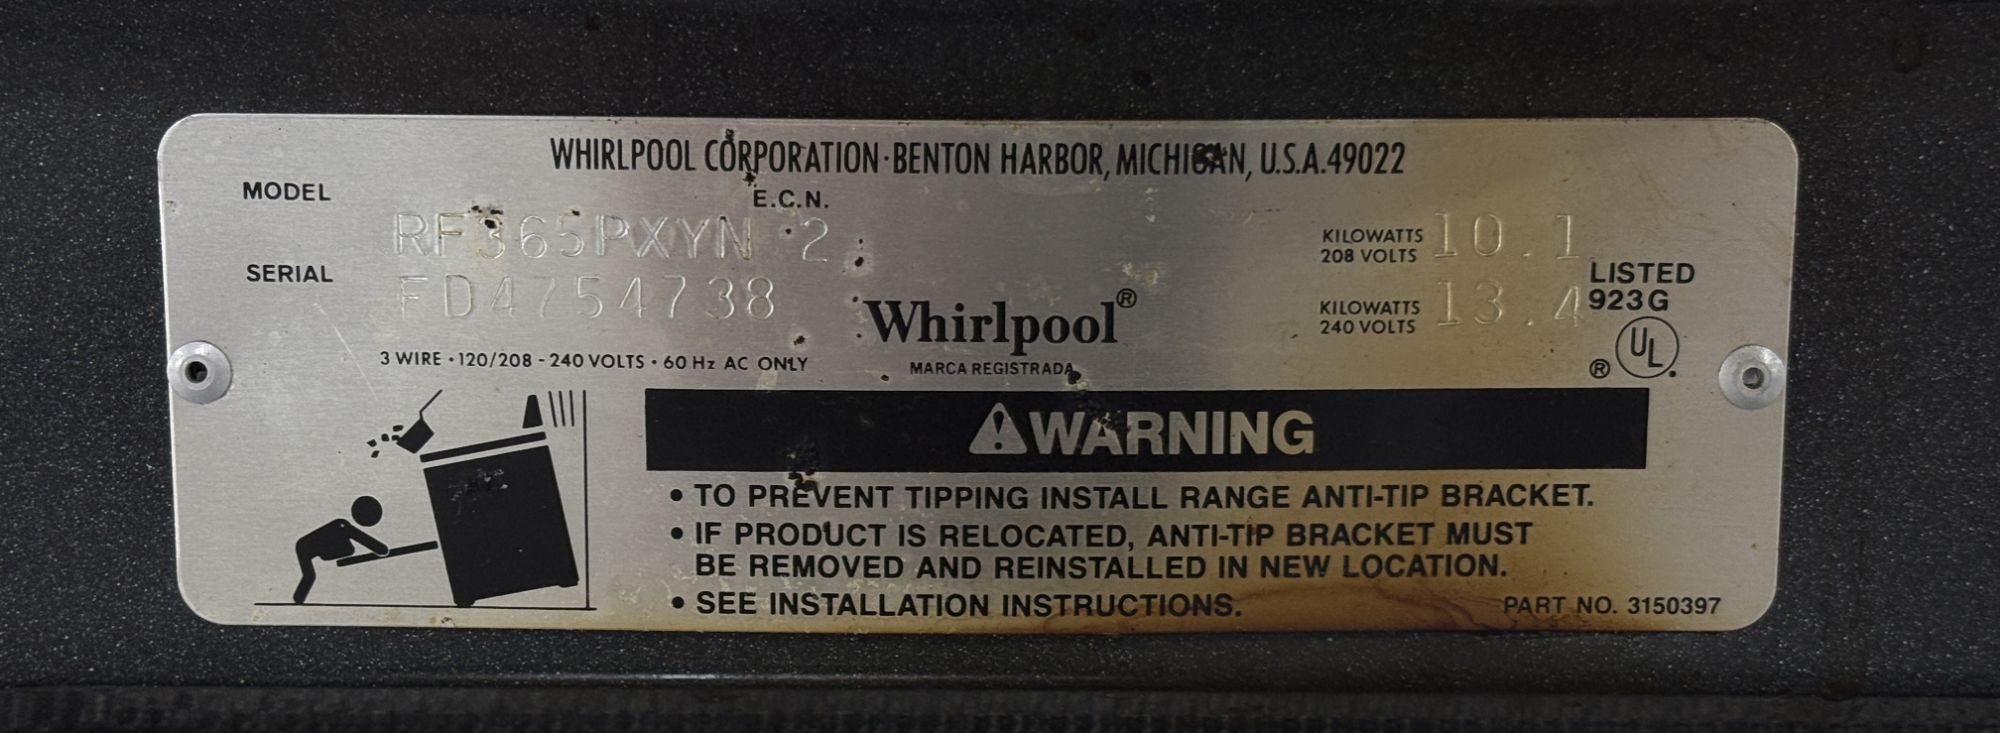 WHIRLPOOL CORPORATION · BENTON HARBOR, MICHIGAN, U.S.A. 49022
MODEL
E.C.N.
RF365PXYN 2
SERIAL
FD4754738
KILOWATTS
208 VOLTS
10.1
KILOWATTS
240 VOLTS
13.4
LISTED
923G
UL
®
Whirlpool®
MARCA REGISTRADA
3 WIRE · 120/208 - 240 VOLTS · 60 Hz AC ONLY
⚠WARNING
• TO PREVENT TIPPING INSTALL RANGE ANTI-TIP BRACKET.
• IF PRODUCT IS RELOCATED, ANTI-TIP BRACKET MUST
BE REMOVED AND REINSTALLED IN NEW LOCATION.
• SEE INSTALLATION INSTRUCTIONS.
PART NO. 3150397